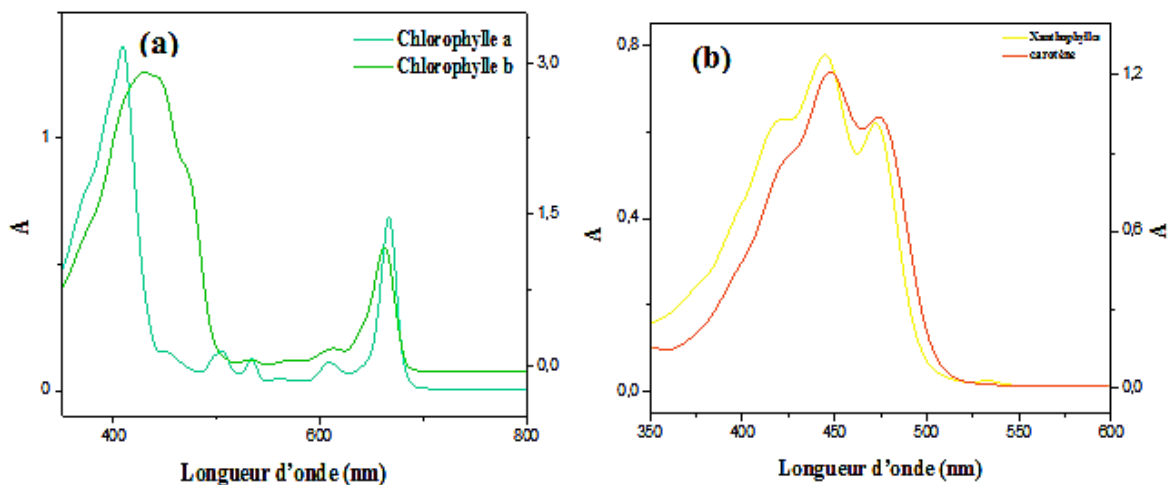 (a)
Chlorophylle a
Chlorophylle b
A
1
0
3,0
1,5
0,0
400
600
800
Longueur d'onde (nm)
(b)
Xanthophylle
carotène
A
0,8
0,4
0,0
1,2
0,6
0,0
A
350
400
450
500
550
600
Longueur d'onde (nm)